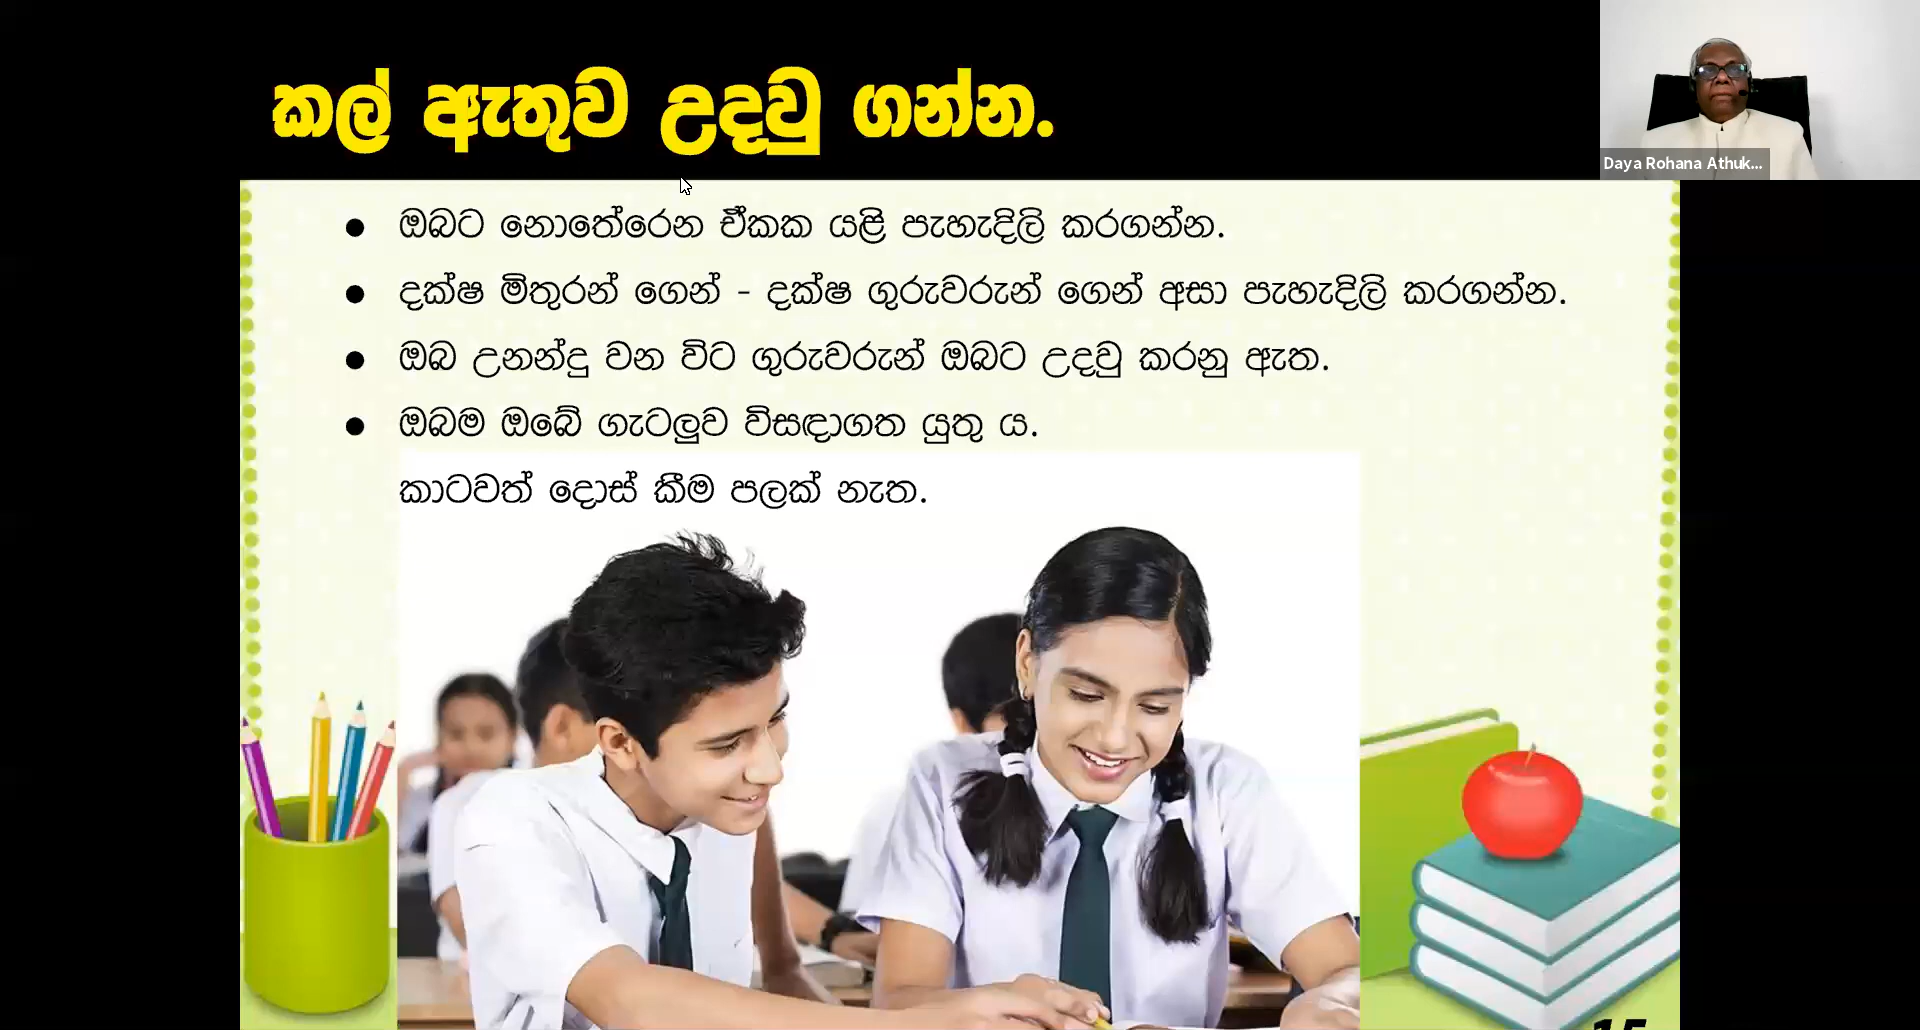 කල් ඇතුව උදවු ගන්න.
Daya Rohana Athuk...
● ඔබට නොතේරෙන ඒකක යළි පැහැදිලි කරගන්න.
● දක්ෂ මිතුරන් ගෙන් - දක්ෂ ගුරුවරුන් ගෙන් අසා පැහැදිලි කරගන්න.
● ඔබ උනන්දු වන විට ගුරුවරුන් ඔබට උදවු කරනු ඇත.
● ඔබම ඔබේ ගැටලුව විසඳාගත යුතු ය.
කාටවත් දොස් කීම පලක් නැත.
15